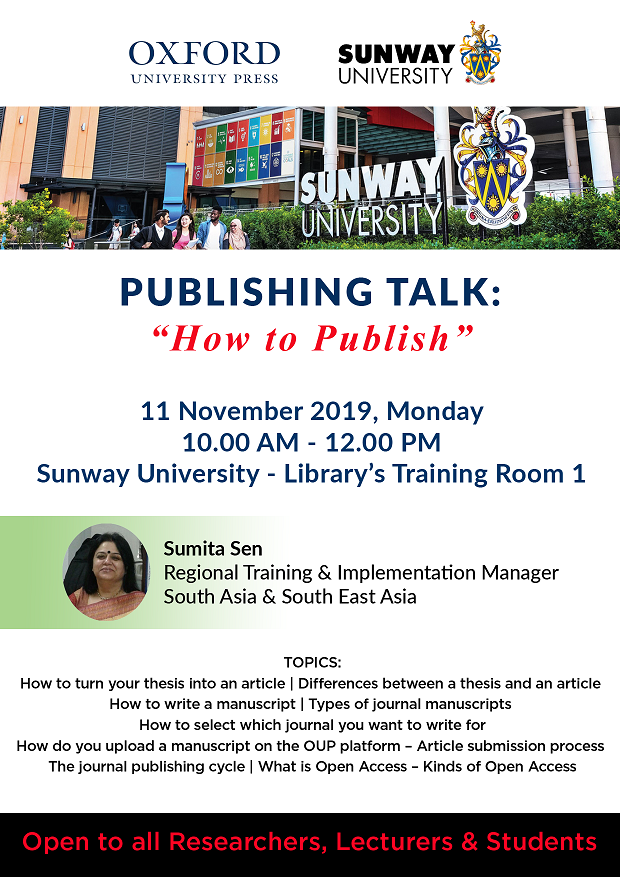 OXFORD
UNIVERSITY PRESS
SUNWAY
UNIVERSITY
SUNWAY
UNIVERSITY
PUBLISHING TALK:
“How to Publish”
11 November 2019, Monday
10.00 AM - 12.00 PM
Sunway University - Library’s Training Room 1
Sumita Sen
Regional Training & Implementation Manager
South Asia & South East Asia
TOPICS:
How to turn your thesis into an article | Differences between a thesis and an article
How to write a manuscript | Types of journal manuscripts
How to select which journal you want to write for
How do you upload a manuscript on the OUP platform – Article submission process
The journal publishing cycle | What is Open Access – Kinds of Open Access
Open to all Researchers, Lecturers & Students